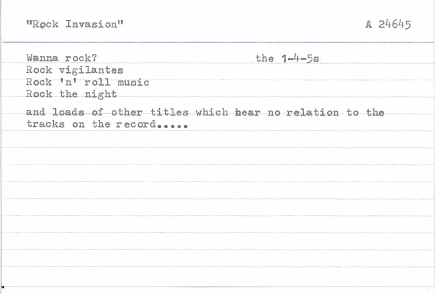 "Rock Invasion" A 24645
Wanna rock? the 1-4-5s
Rock vigilantes
Rock 'n' roll music
Rock the night
and loads of other titles which bear no relation to the
tracks on the record.....